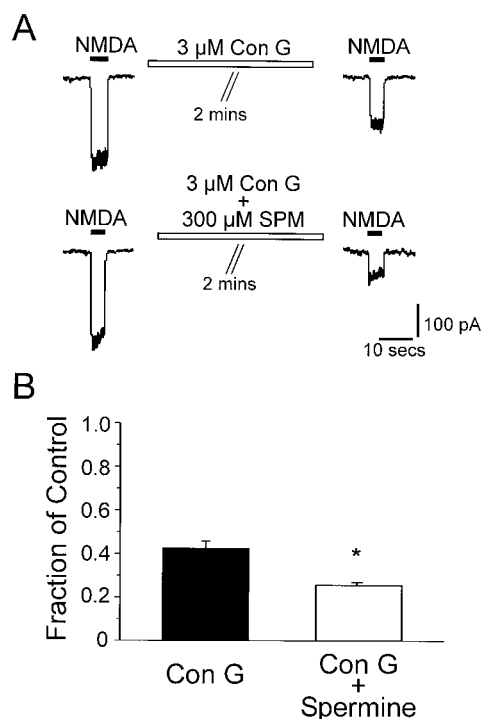 A
NMDA
3 µM Con G
NMDA
2 mins
3 µM Con G
+
300 µM SPM
NMDA
NMDA
2 mins
100 pA
10 secs
B
Fraction of Control
1.0
0.8
0.6
0.4
0.2
0
*
Con G
Con G
+
Spermine